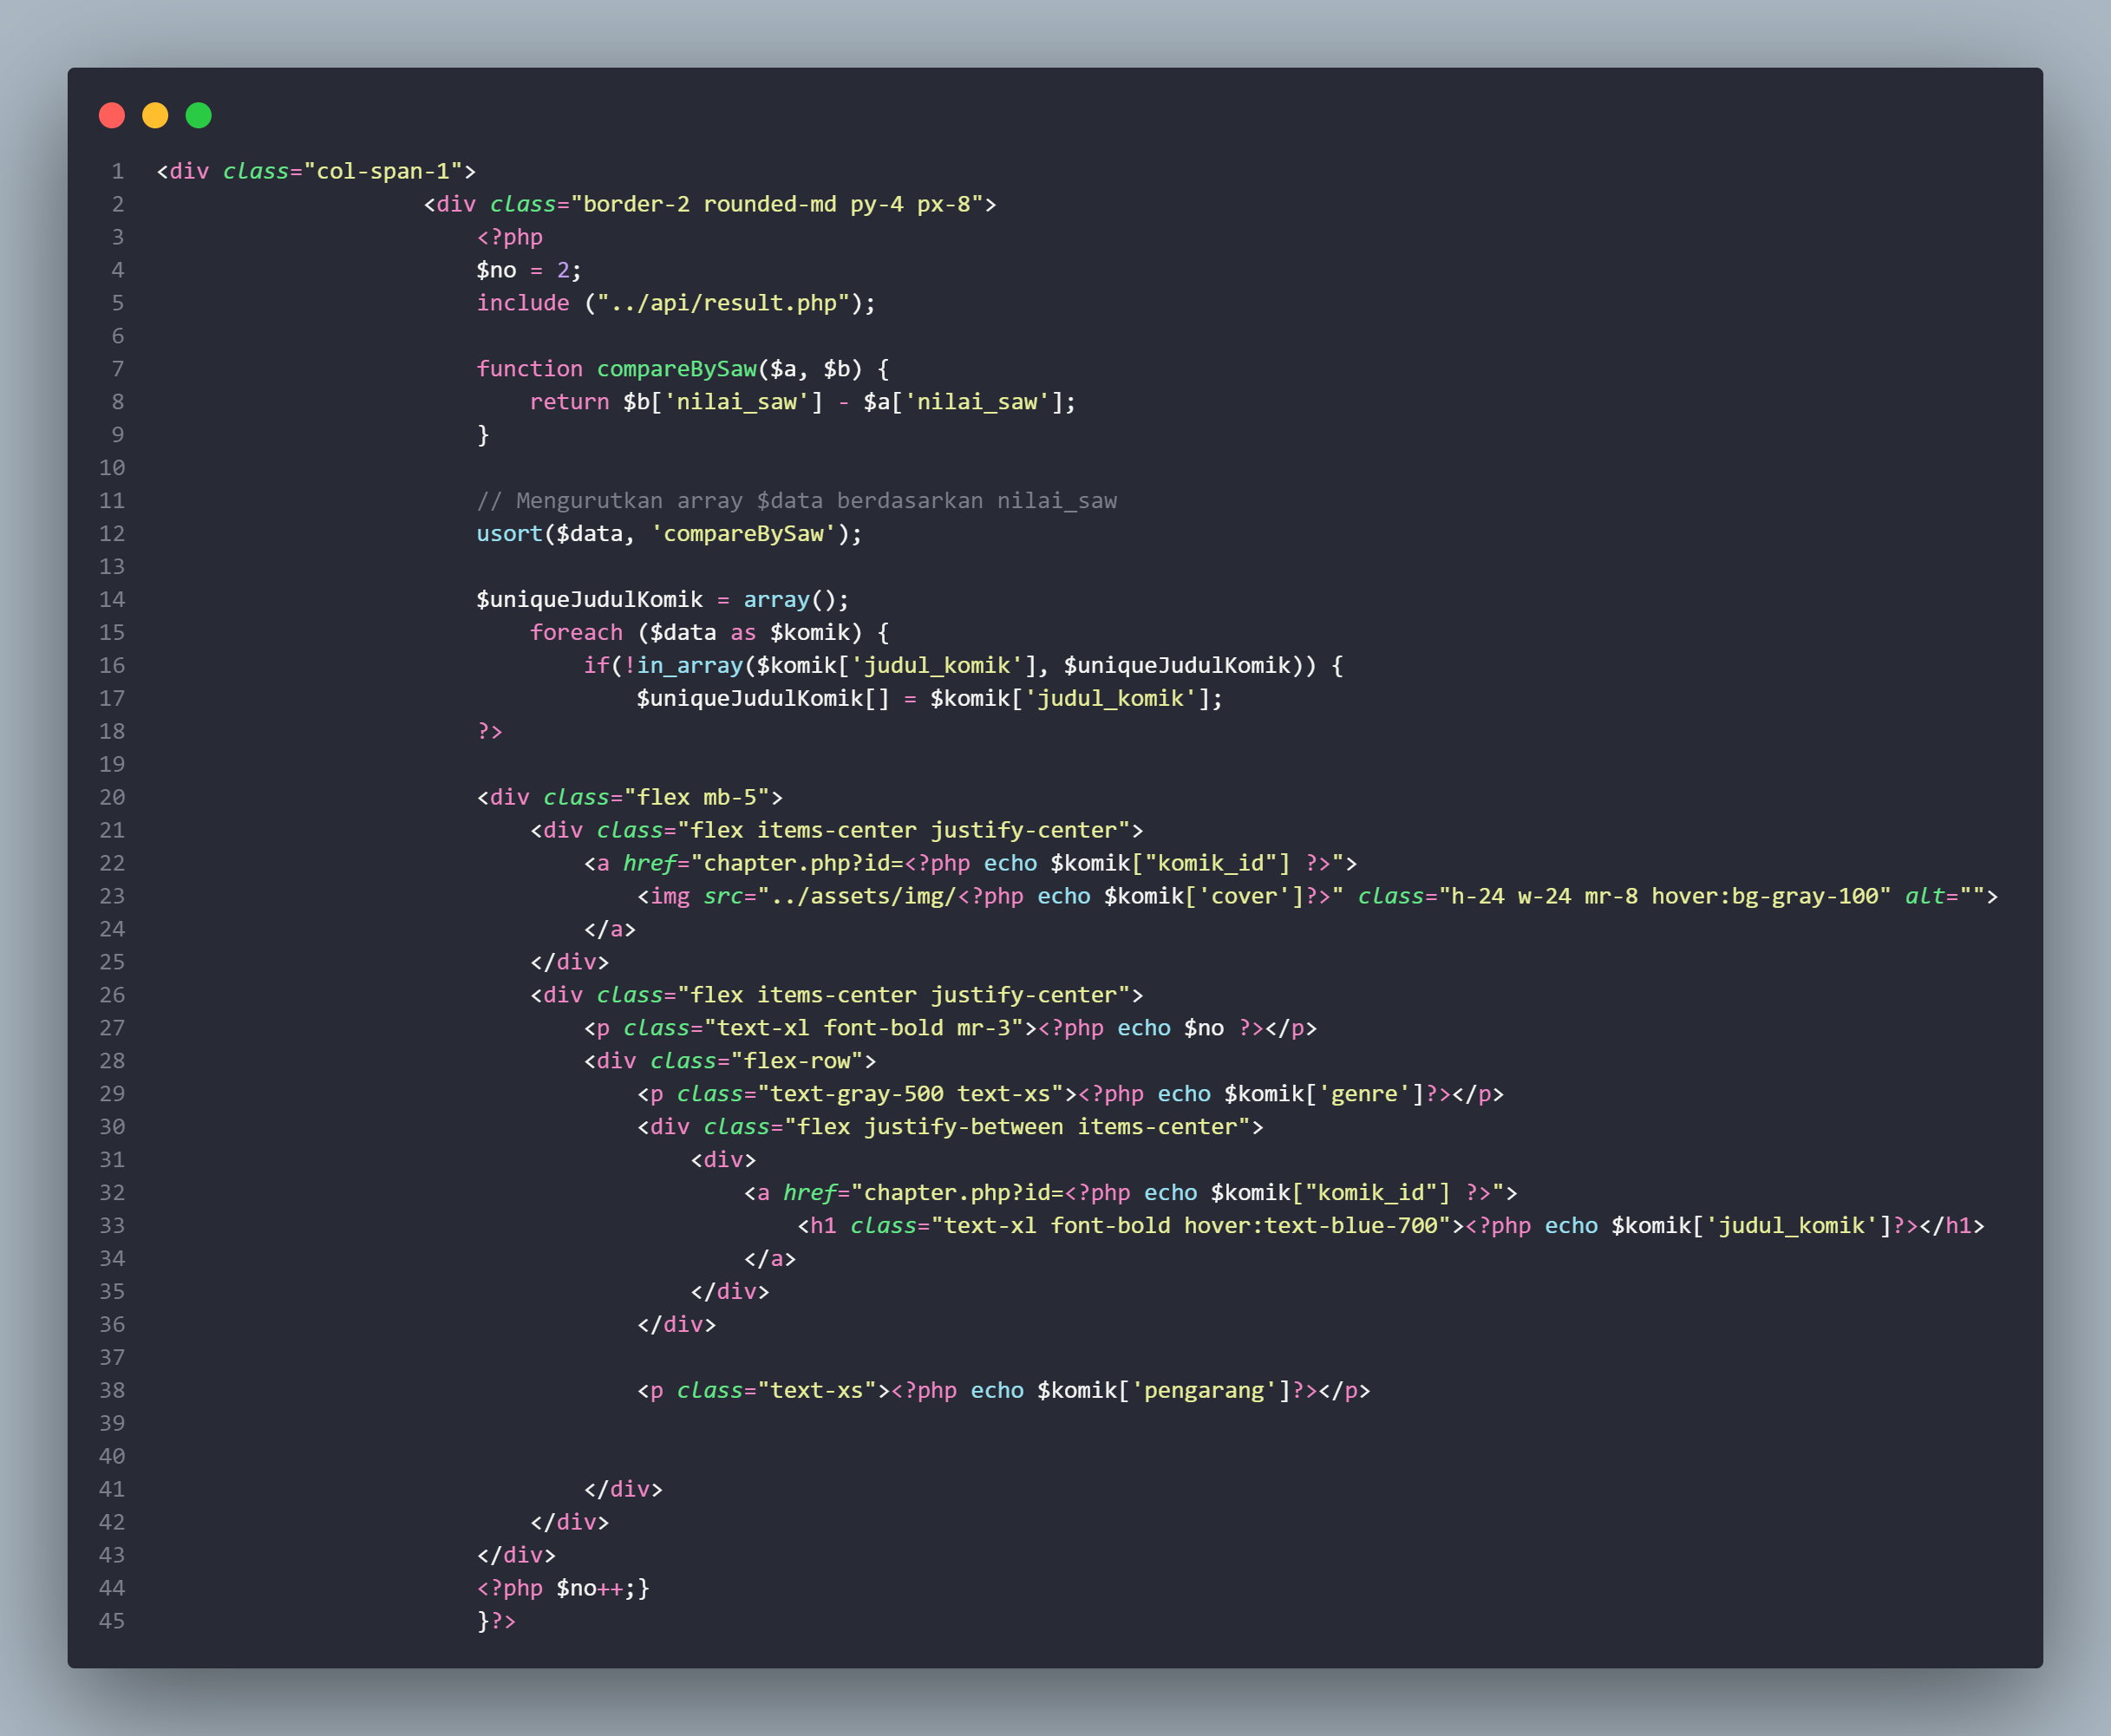 1 <div class="col-span-1">
2 <div class="border-2 rounded-md py-4 px-8">
3 <?php
4 $no = 2;
5 include ("../api/result.php");
6
7 function compareBySaw($a, $b) {
8 return $b['nilai_saw'] - $a['nilai_saw'];
9 }
10
11 // Mengurutkan array $data berdasarkan nilai_saw
12 usort($data, 'compareBySaw');
13
14 $uniqueJudulKomik = array();
15 foreach ($data as $komik) {
16 if(!in_array($komik['judul_komik'], $uniqueJudulKomik)) {
17 $uniqueJudulKomik[] = $komik['judul_komik'];
18 ?>
19
20 <div class="flex mb-5">
21 <div class="flex items-center justify-center">
22 <a href="chapter.php?id=<?php echo $komik["komik_id"] ?>">
23 <img src="../assets/img/<?php echo $komik['cover']?>" class="h-24 w-24 mr-8 hover:bg-gray-100" alt="">
24 </a>
25 </div>
26 <div class="flex items-center justify-center">
27 <p class="text-xl font-bold mr-3"><?php echo $no ?></p>
28 <div class="flex-row">
29 <p class="text-gray-500 text-xs"><?php echo $komik['genre']?></p>
30 <div class="flex justify-between items-center">
31 <div>
32 <a href="chapter.php?id=<?php echo $komik["komik_id"] ?>">
33 <h1 class="text-xl font-bold hover:text-blue-700"><?php echo $komik['judul_komik']?></h1>
34 </a>
35 </div>
36 </div>
37
38 <p class="text-xs"><?php echo $komik['pengarang']?></p>
39
40
41 </div>
42 </div>
43 </div>
44 <?php $no++;}
45 }?>